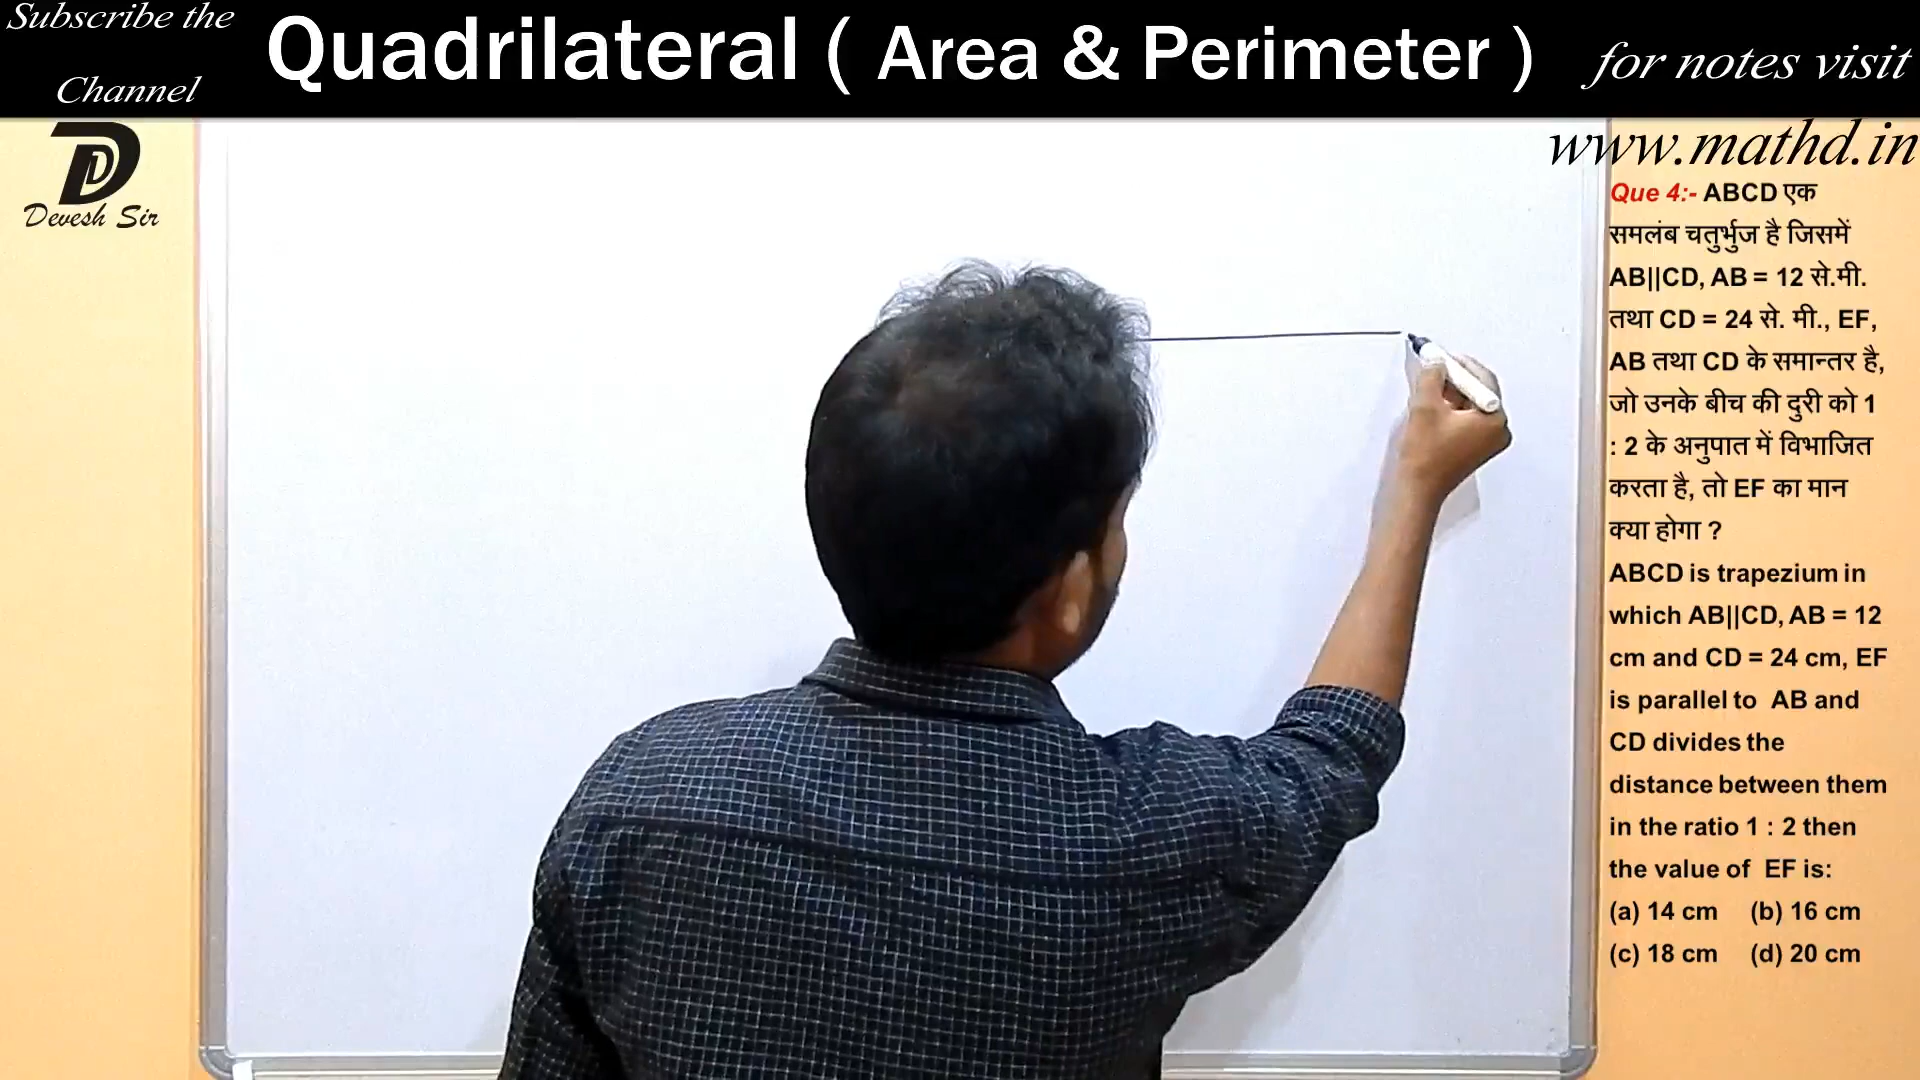 Subscribe the
Channel
Quadrilateral ( Area & Perimeter )
for notes visit
www.mathd.in
D
Devesh Sir
Que 4:- ABCD एक
समलंब चतुर्भुज है जिसमें
AB||CD, AB = 12 से.मी.
तथा CD = 24 से. मी., EF,
AB तथा CD के समान्तर है,
जो उनके बीच की दुरी को 1
: 2 के अनुपात में विभाजित
करता है, तो EF का मान
क्या होगा ?
ABCD is trapezium in
which AB||CD, AB = 12
cm and CD = 24 cm, EF
is parallel to AB and
CD divides the
distance between them
in the ratio 1 : 2 then
the value of EF is:
(a) 14 cm (b) 16 cm
(c) 18 cm (d) 20 cm